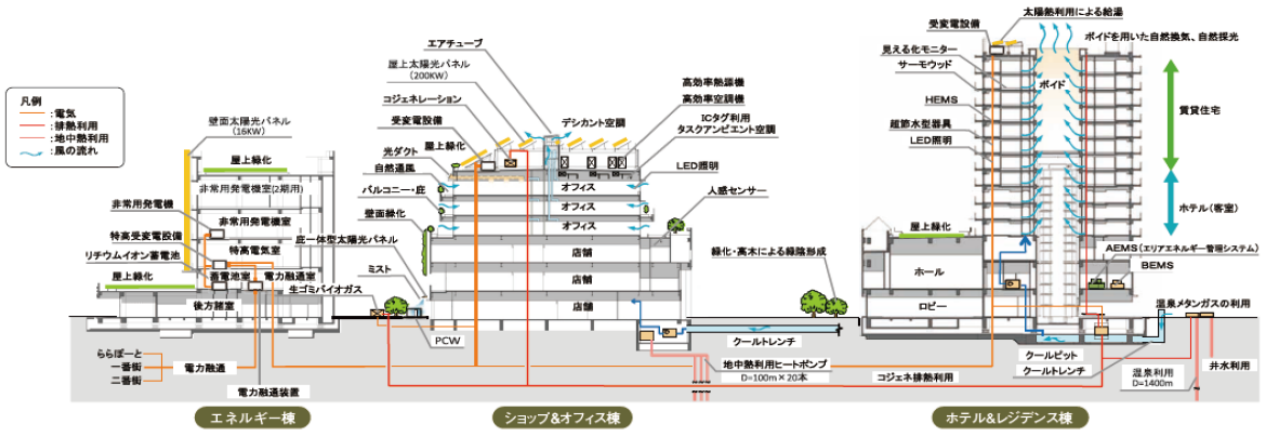 凡例
:電気
:排熱利用
:地中熱利用
:風の流れ
壁面太陽光パネル
(16KW)
屋上緑化
非常用発電機室(2期用)
非常用発電機
非常用発電機室
特高受変電設備
特高電気室
リチウムイオン蓄電池
蓄電池室
電力融通室
屋上緑化
後方諸室
ららぽーと
一番街
二番街
電力融通
電力融通装置
エネルギー棟
エアチューブ
屋上太陽光パネル
(200KW)
コジェネレーション
受変電設備
屋上緑化
光ダクト
自然通風
バルコニー・庇
壁面緑化
庇一体型太陽光パネル
ミスト
生ゴミバイオガス
PCW
デシカント空調
高効率熱源機
高効率空調機
ICタグ利用
タスクアンビエント空調
LED照明
人感センサー
オフィス
オフィス
オフィス
店舗
店舗
店舗
緑化・高木による緑陰形成
クールトレンチ
地中熱利用ヒートポンプ
D=100m×20本
コジェネ排熱利用
ショップ&オフィス棟
太陽熱利用による給湯
受変電設備
ボイドを用いた自然換気、自然採光
見える化モニター
サーモウッド
ボイド
HEMS
超節水型器具
LED照明
賃貸住宅
ホテル(客室)
屋上緑化
ホール
ロビー
AEMS(エリアエネルギー管理システム)
BEMS
温泉メタンガスの利用
クールピット
クールトレンチ
温泉利用
D=1400m
井水利用
ホテル&レジデンス棟